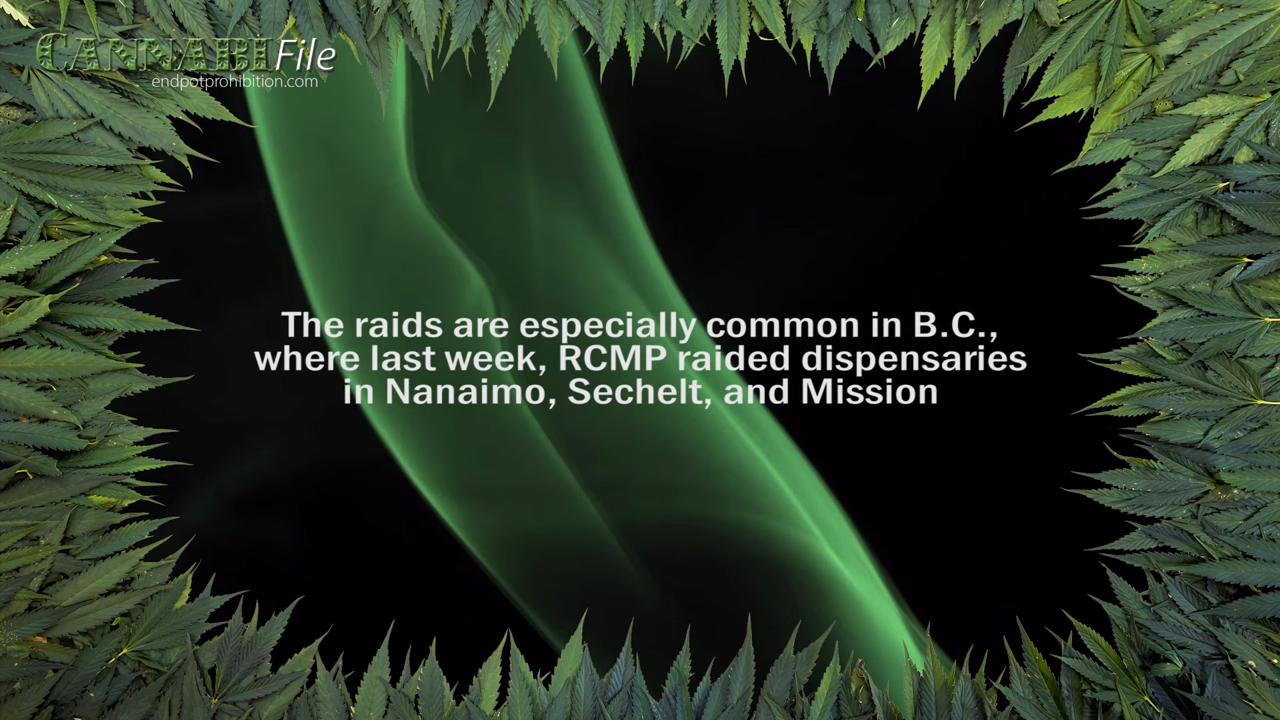 CANNABIFile
endpotprohibition.com
The raids are especially common in B.C.,
where last week, RCMP raided dispensaries
in Nanaimo, Sechelt, and Mission